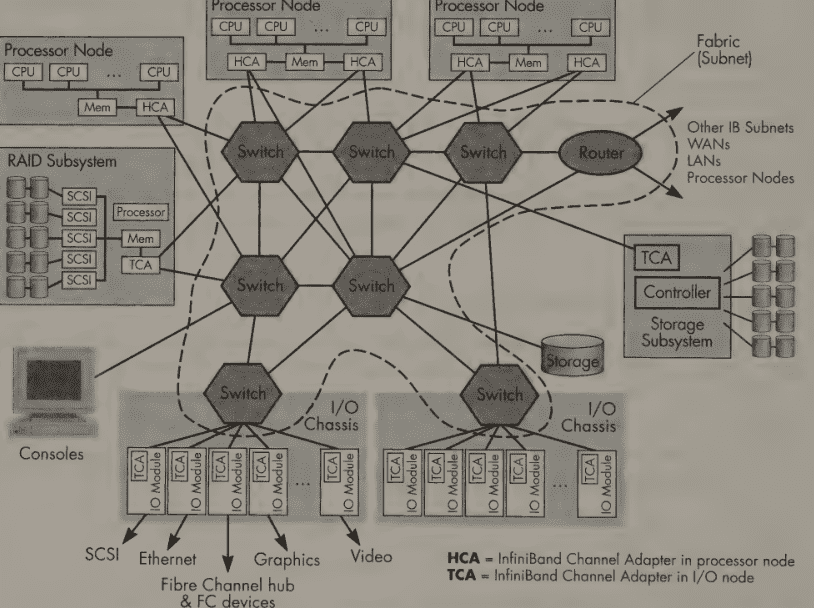 Processor Node
CPU CPU ... CPU
HCA Mem HCA
Processor Node
CPU CPU ... CPU
HCA Mem HCA
Processor Node
CPU CPU ... CPU
Mem HCA
Fabric
(Subnet)
Switch
Switch
Switch
Router
Other IB Subnets
WANs
LANs
Processor Nodes
RAID Subsystem
SCSI
SCSI
SCSI
SCSI
SCSI
Processor
Mem
TCA
Switch
Switch
TCA
Controller
Storage
Subsystem
Storage
Consoles
Switch
I/O
Chassis
TCA IO Module
TCA IO Module
TCA IO Module
TCA IO Module
...
TCA IO Module
Switch
I/O
Chassis
TCA IO Module
TCA IO Module
TCA IO Module
TCA IO Module
...
TCA IO Module
SCSI
Ethernet
Fibre Channel hub
& FC devices
Graphics
Video
HCA = InfiniBand Channel Adapter in processor node
TCA = InfiniBand Channel Adapter in I/O node